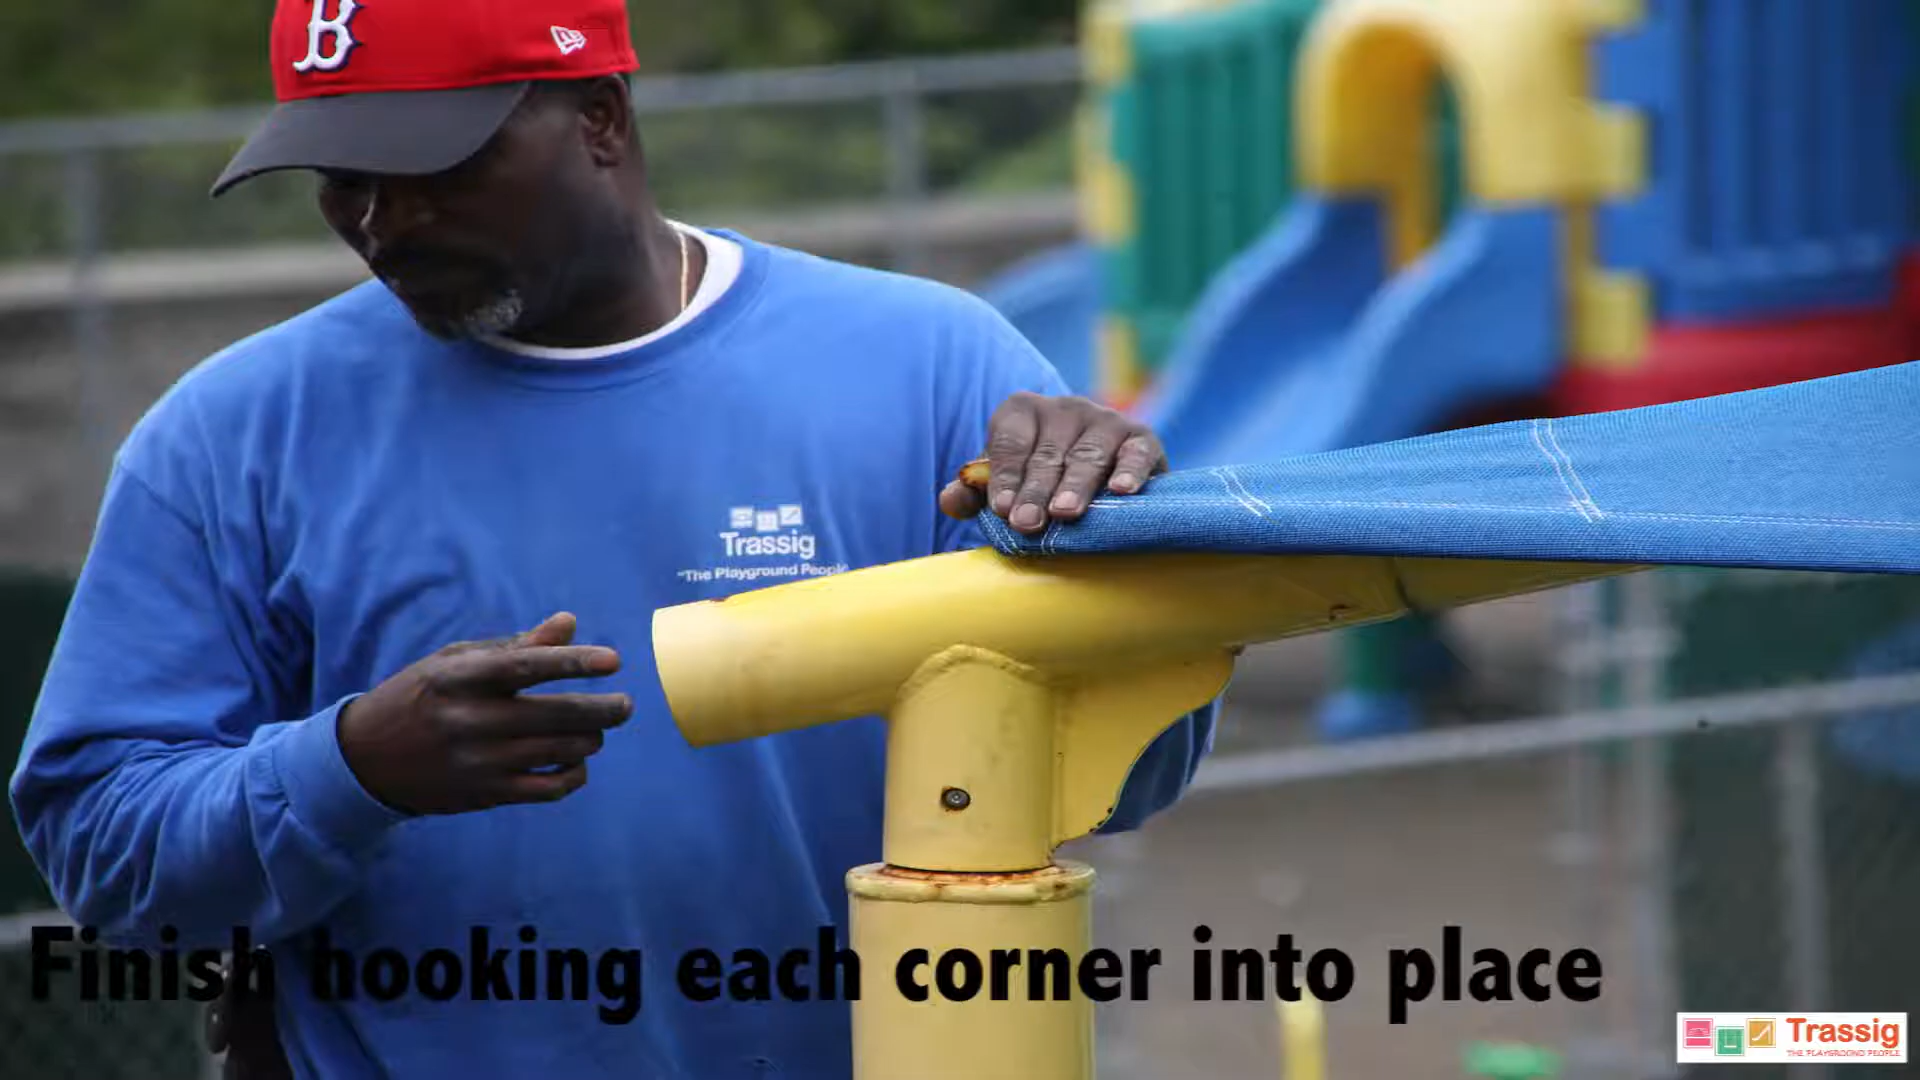 B
Trassig
"The Playground People
Finish hooking each corner into place
Trassig
THE PLAYGROUND PEOPLE